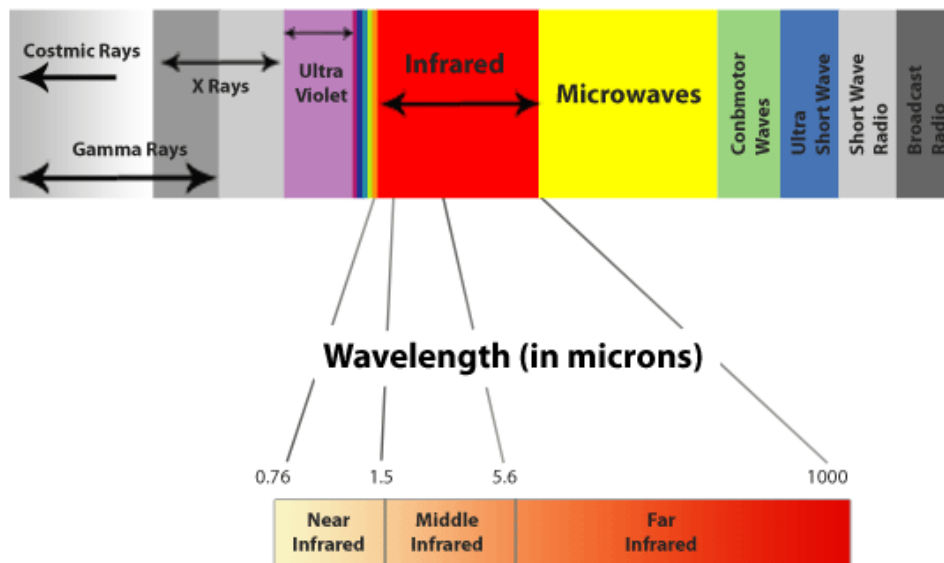 Costmic Rays
X Rays
Gamma Rays
Ultra
Violet
Infrared
Microwaves
Conbmotor
Waves
Ultra
Short Wave
Short Wave
Radio
Broadcast
Radio
Wavelength (in microns)
0.76
1.5
5.6
1000
Near
Infrared
Middle
Infrared
Far
Infrared